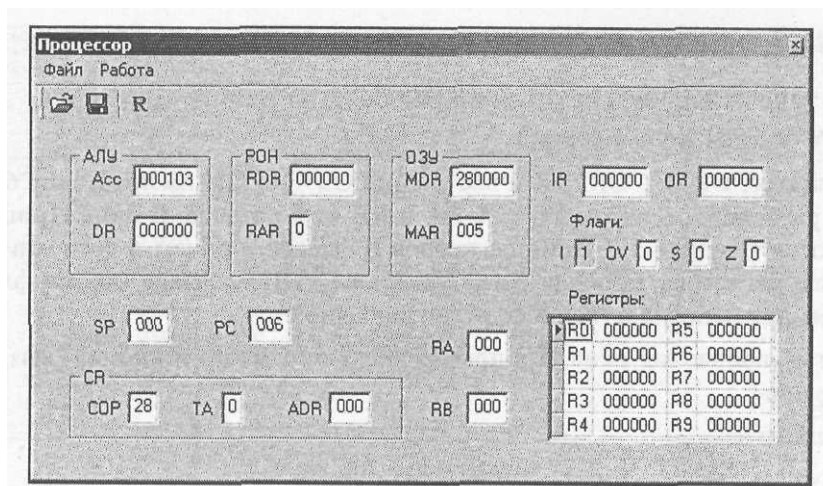 Процессор
Файл Работа
R
АЛУ РОН ОЗУ
Acc 000103 RDR 000000 MDR 280000 IR 000000 OR 000000
DR 000000 RAR 0 MAR 005
Флаги:
I 1 OV 0 S 0 Z 0
SP 000 PC 006 RA 000
Регистры:
R0 000000 R5 000000
R1 000000 R6 000000
R2 000000 R7 000000
R3 000000 R8 000000
R4 000000 R9 000000
CR
COP 28 TA 0 ADR 000 RB 000